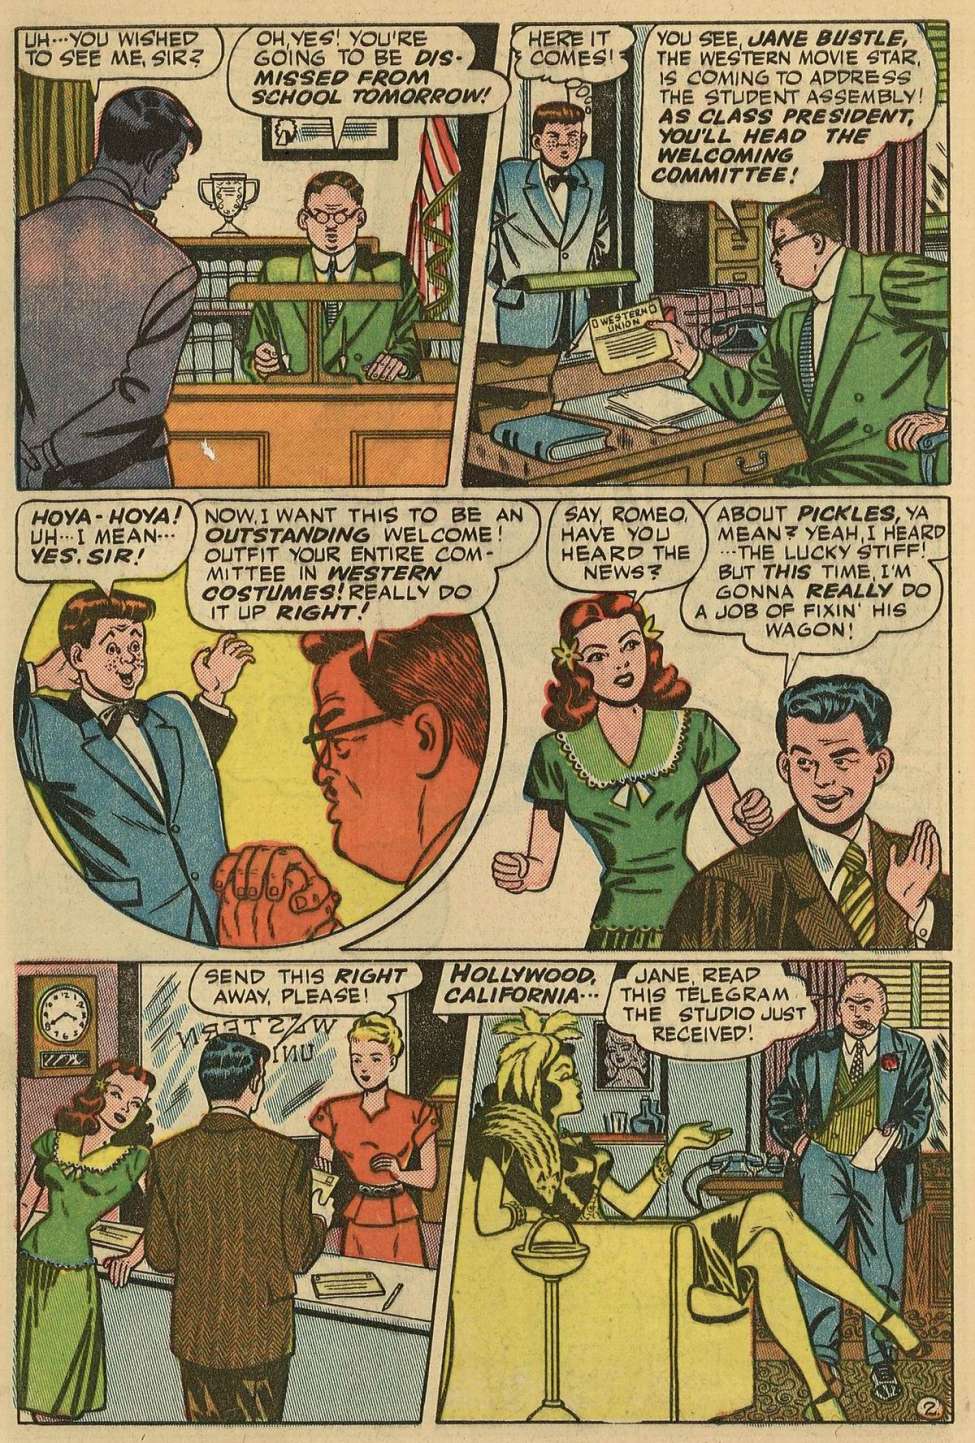 UH---YOU WISHED
TO SEE ME, SIR?
OH, YES! YOU'RE
GOING TO BE DIS-
MISSED FROM
SCHOOL TOMORROW!
HERE IT
COMES!
YOU SEE, JANE BUSTLE,
THE WESTERN MOVIE STAR,
IS COMING TO ADDRESS
THE STUDENT ASSEMBLY!
AS CLASS PRESIDENT,
YOU'LL HEAD THE
WELCOMING
COMMITTEE!
WESTERN
UNION
HOYA-HOYA!
UH---I MEAN---
YES, SIR!
NOW, I WANT THIS TO BE AN
OUTSTANDING WELCOME!
OUTFIT YOUR ENTIRE COM-
MITTEE IN WESTERN
COSTUMES! REALLY DO
IT UP RIGHT!
SAY, ROMEO,
HAVE YOU
HEARD THE
NEWS?
ABOUT PICKLES, YA
MEAN? YEAH, I HEARD
---THE LUCKY STIFF!
BUT THIS TIME, I'M
GONNA REALLY DO
A JOB OF FIXIN' HIS
WAGON!
SEND THIS RIGHT
AWAY, PLEASE!
WESTERN
UNI
HOLLYWOOD,
CALIFORNIA---
JANE, READ
THIS TELEGRAM
THE STUDIO JUST
RECEIVED!
2